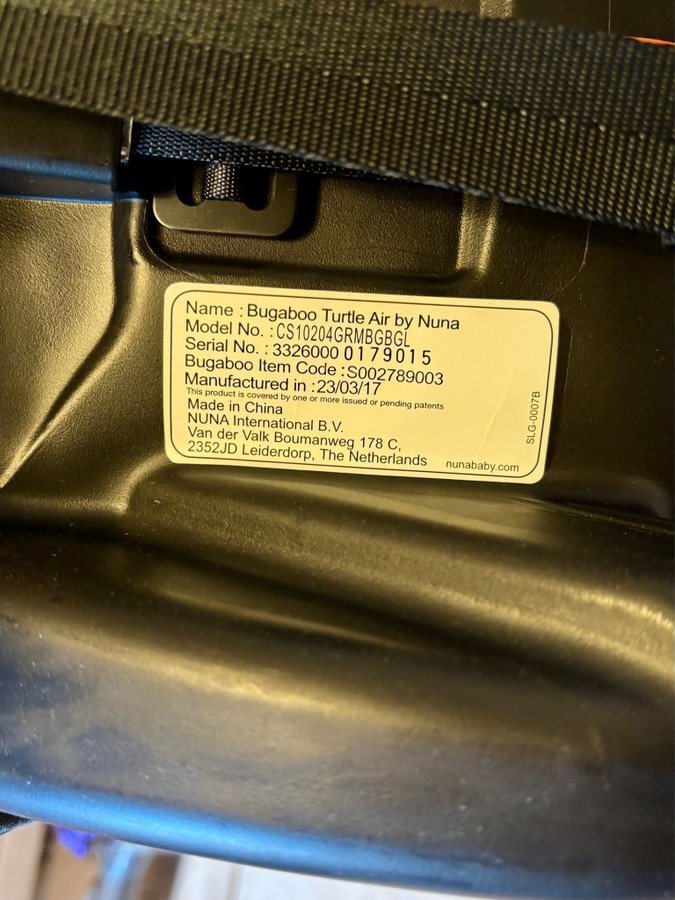 Name : Bugaboo Turtle Air by Nuna
Model No. : CS10204GRMBGBGL
Serial No. : 3326000 0179015
Bugaboo Item Code : S002789003
Manufactured in : 23/03/17
This product is covered by one or more issued or pending patents
Made in China
NUNA International B.V.
Van der Valk Boumanweg 178 C,
2352JD Leiderdorp, The Netherlands
nunababy.com
SLG-0007B